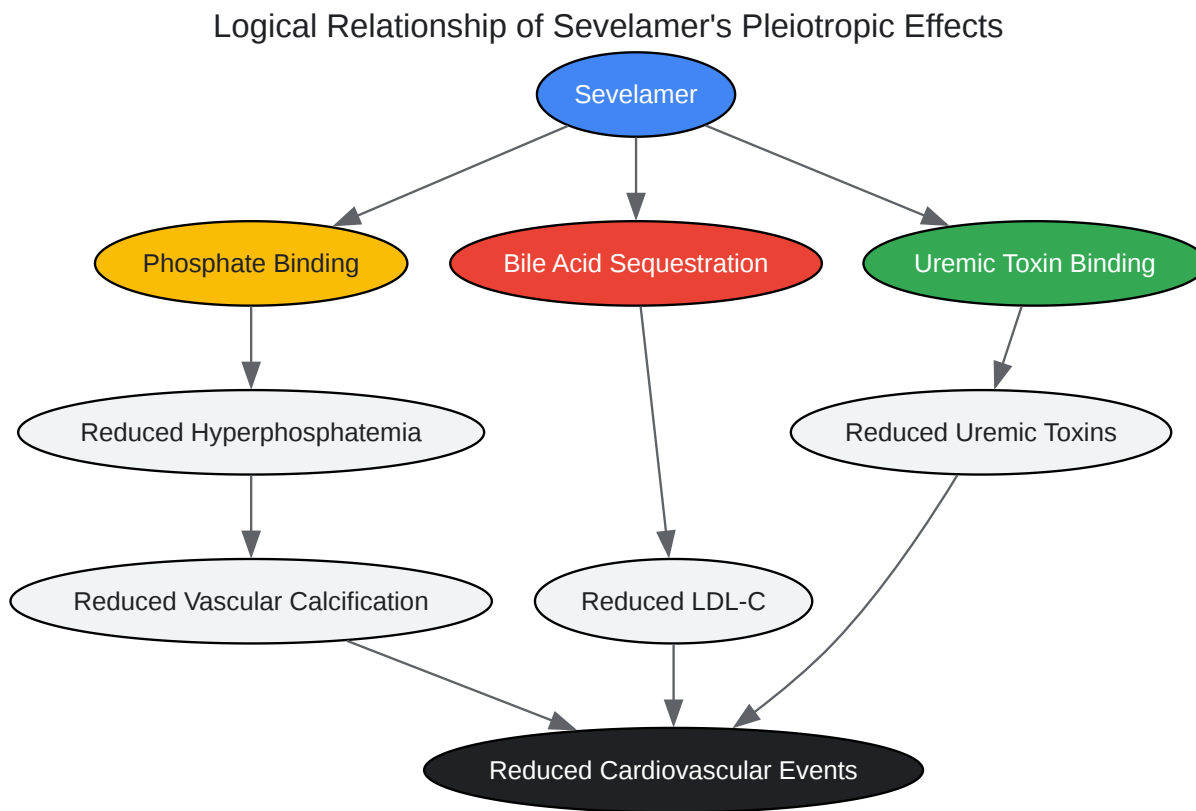 Logical Relationship of Sevelamer's Pleiotropic Effects
Sevelamer
Phosphate Binding
Bile Acid Sequestration
Uremic Toxin Binding
Reduced Hyperphosphatemia
Reduced Uremic Toxins
Reduced Vascular Calcification
Reduced LDL-C
Reduced Cardiovascular Events